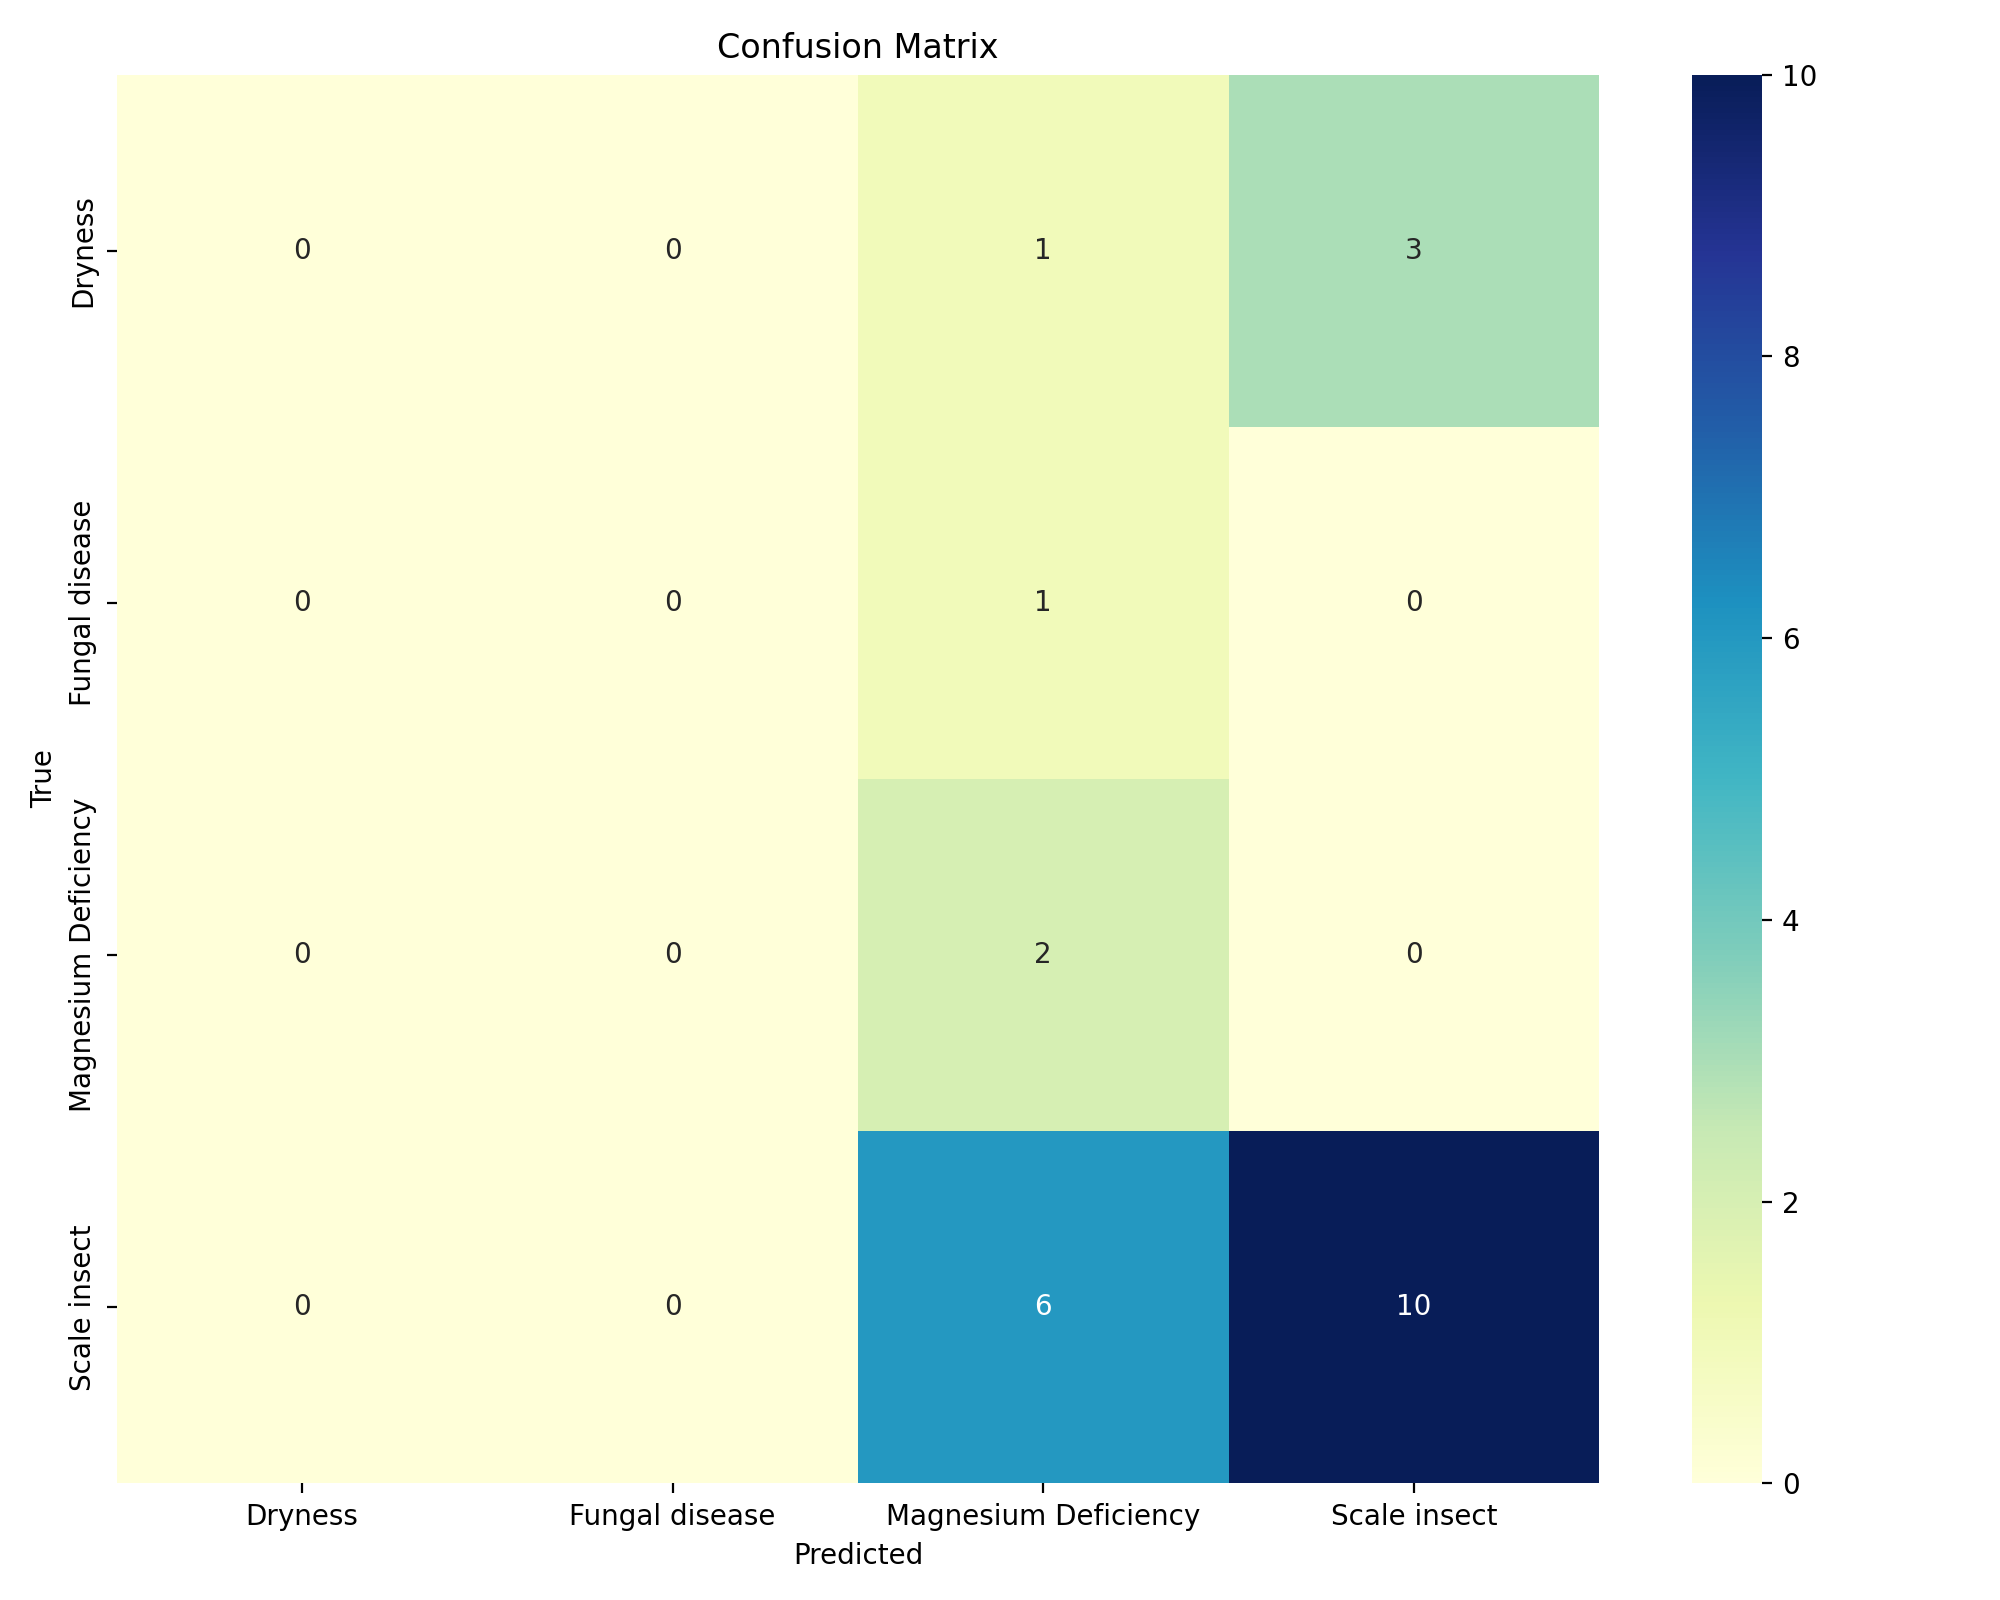 Confusion Matrix
Dryness
0 0 1 3
Fungal disease
0 0 1 0
Magnesium Deficiency
0 0 2 0
Scale insect
0 0 6 10
True
Dryness Fungal disease Magnesium Deficiency Scale insect
Predicted
10
8
6
4
2
0